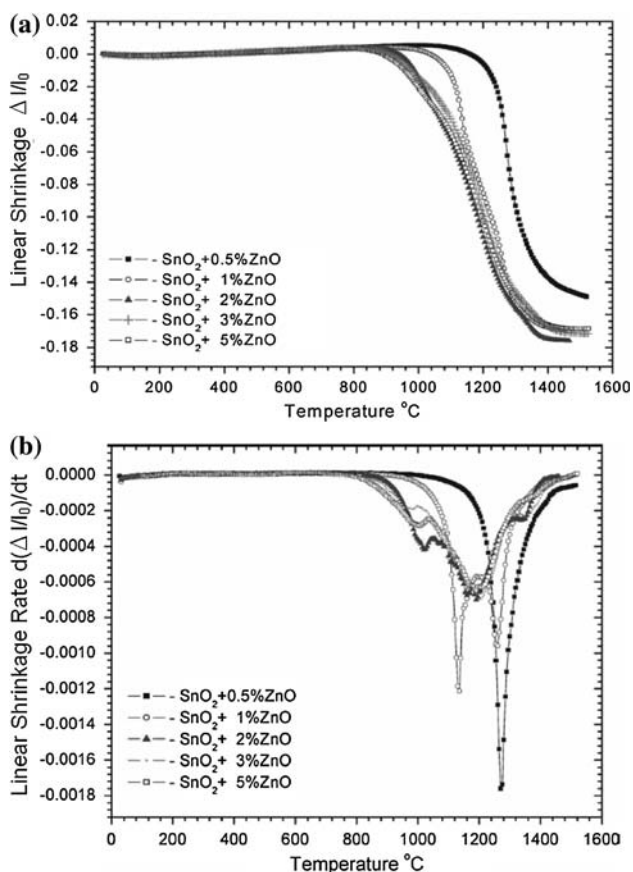 (a)
0.02
0.00
-0.02
-0.04
-0.06
-0.08
-0.10
-0.12
-0.14
-0.16
-0.18
Linear Shrinkage Δ l/l₀
- SnO₂+0.5%ZnO
- SnO₂+ 1%ZnO
- SnO₂+ 2%ZnO
- SnO₂+ 3%ZnO
- SnO₂+ 5%ZnO
0 200 400 600 800 1000 1200 1400 1600
Temperature °C
(b)
0.0000
-0.0002
-0.0004
-0.0006
-0.0008
-0.0010
-0.0012
-0.0014
-0.0016
-0.0018
Linear Shrinkage Rate d(Δ l/l₀)/dt
- SnO₂+0.5%ZnO
- SnO₂+ 1%ZnO
- SnO₂+ 2%ZnO
- SnO₂+ 3%ZnO
- SnO₂+ 5%ZnO
0 200 400 600 800 1000 1200 1400 1600
Temperature °C